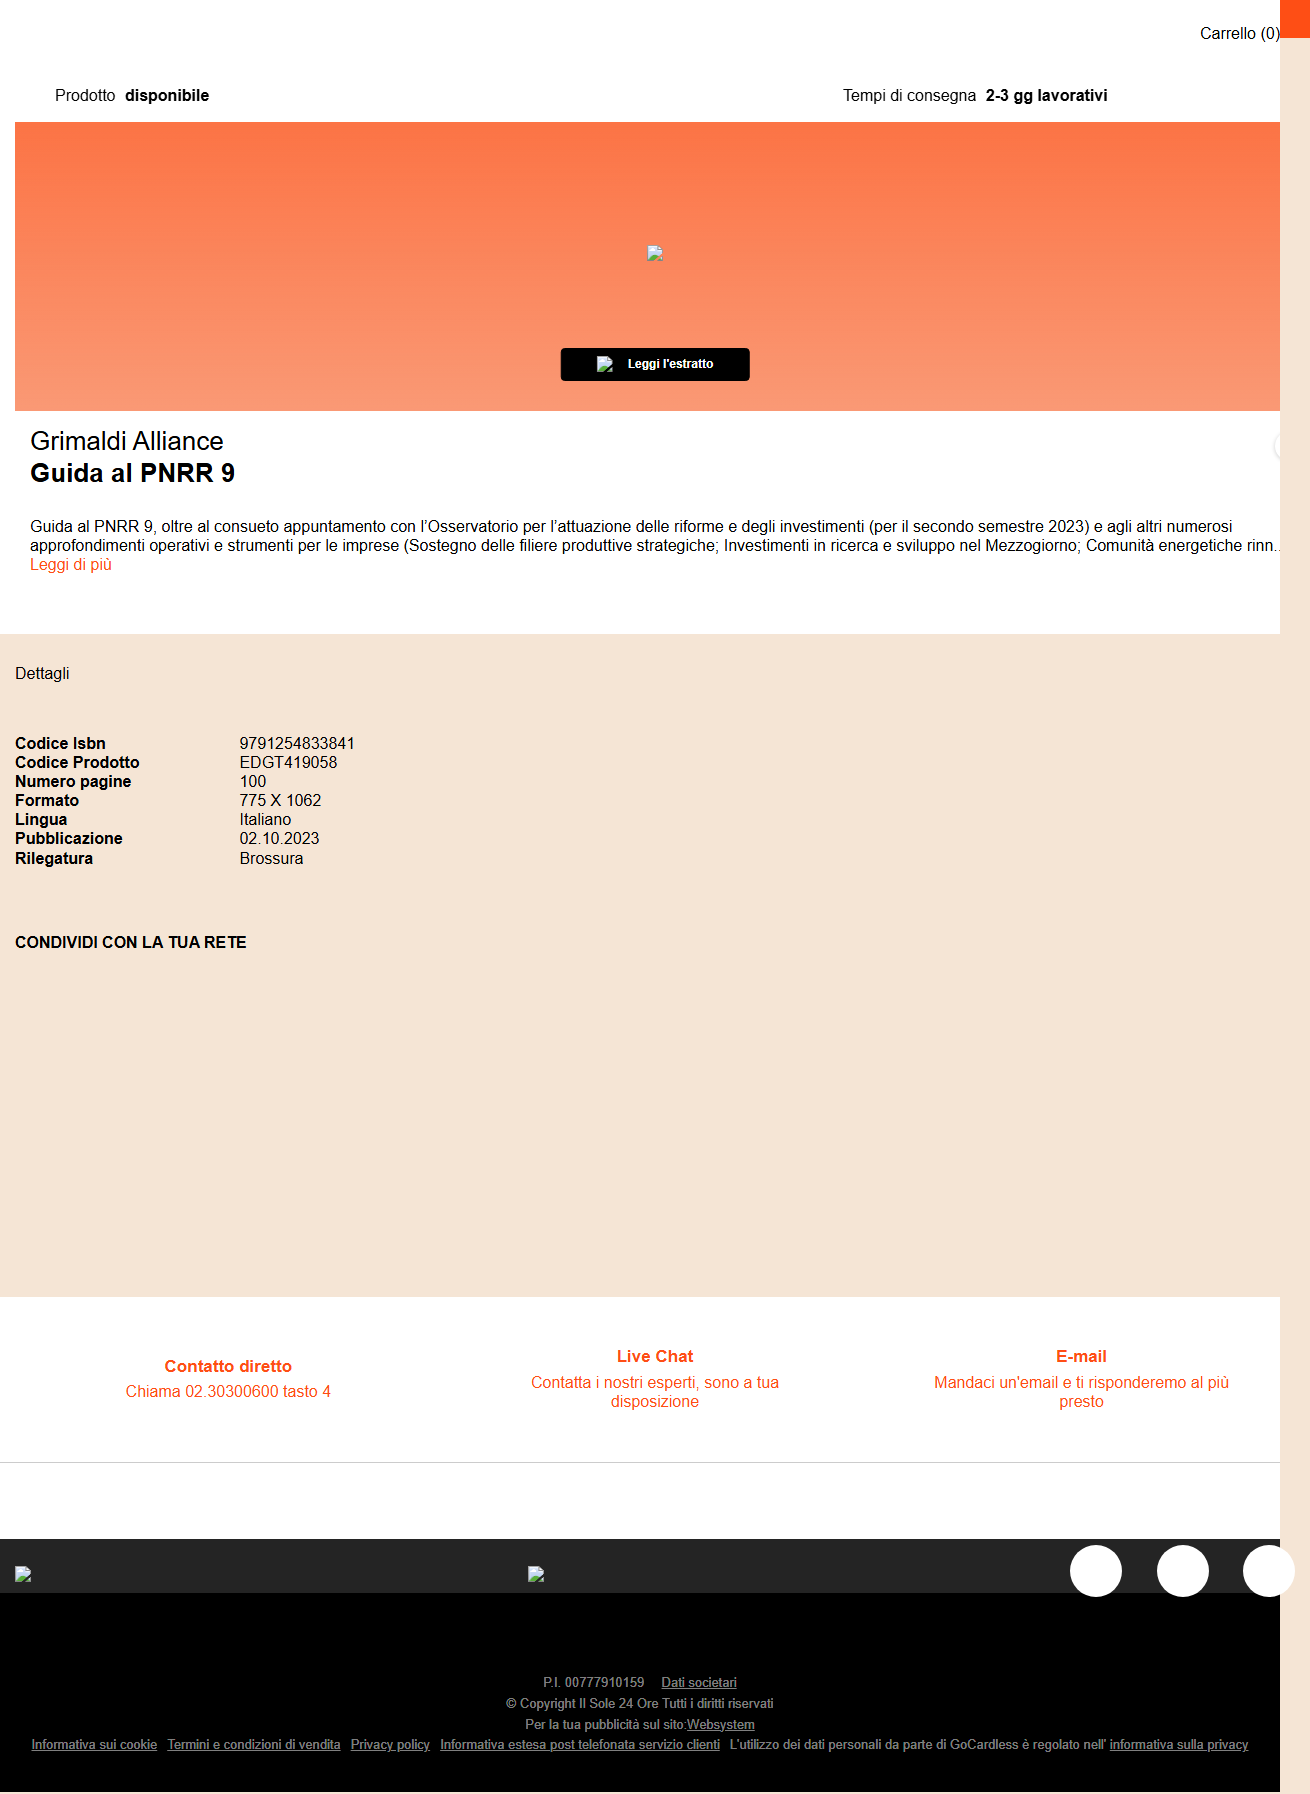 Carrello (0)
Prodotto disponibile
Tempi di consegna 2-3 gg lavorativi
Leggi l'estratto
Grimaldi Alliance
Guida al PNRR 9
Guida al PNRR 9, oltre al consueto appuntamento con l’Osservatorio per l’attuazione delle riforme e degli investimenti (per il secondo semestre 2023) e agli altri numerosi
approfondimenti operativi e strumenti per le imprese (Sostegno delle filiere produttive strategiche; Investimenti in ricerca e sviluppo nel Mezzogiorno; Comunità energetiche rinn...
Leggi di più
Dettagli
Codice Isbn 9791254833841
Codice Prodotto EDGT419058
Numero pagine 100
Formato 775 X 1062
Lingua Italiano
Pubblicazione 02.10.2023
Rilegatura Brossura
CONDIVIDI CON LA TUA RETE
Contatto diretto
Chiama 02.30300600 tasto 4
Live Chat
Contatta i nostri esperti, sono a tua
disposizione
E-mail
Mandaci un'email e ti risponderemo al più
presto
P.I. 00777910159 Dati societari
© Copyright Il Sole 24 Ore Tutti i diritti riservati
Per la tua pubblicità sul sito:Websystem
Informativa sui cookie Termini e condizioni di vendita Privacy policy Informativa estesa post telefonata servizio clienti L'utilizzo dei dati personali da parte di GoCardless è regolato nell' informativa sulla privacy